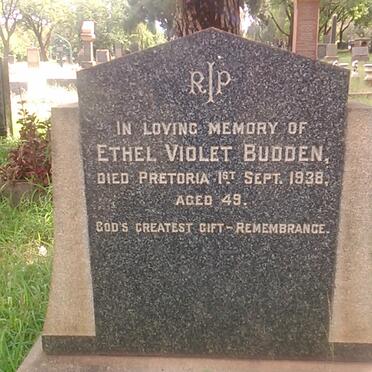 RIP
IN LOVING MEMORY OF
ETHEL VIOLET BUDDEN,
DIED PRETORIA 1ST SEPT. 1938,
AGED 49.
GOD'S GREATEST GIFT - REMEMBRANCE.